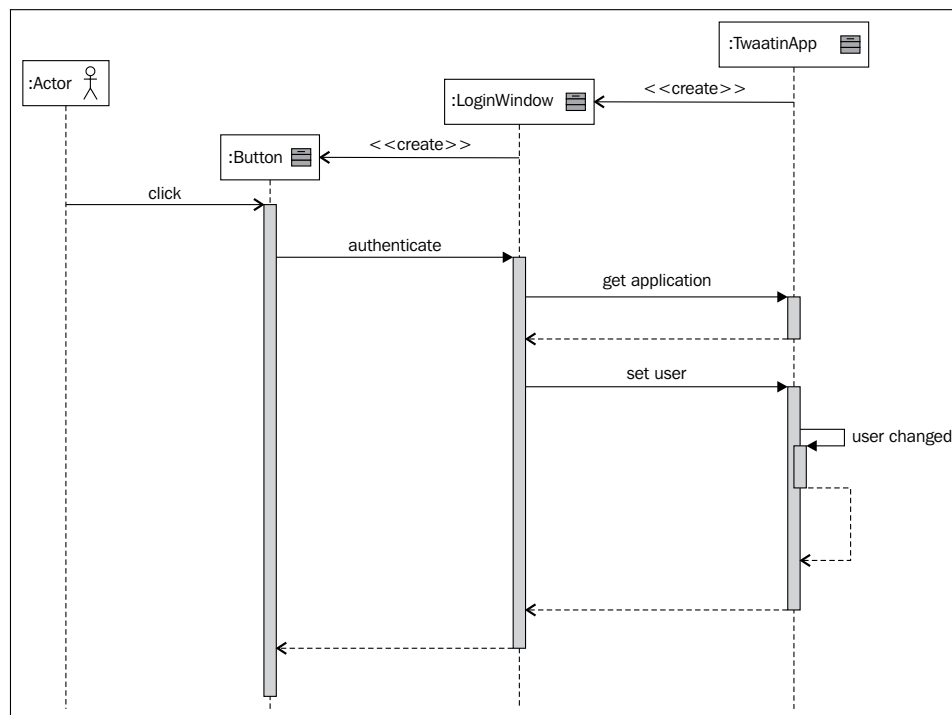 :TwaatinApp
:Actor
<<create>>
:LoginWindow
<<create>>
:Button
click
authenticate
get application
set user
user changed